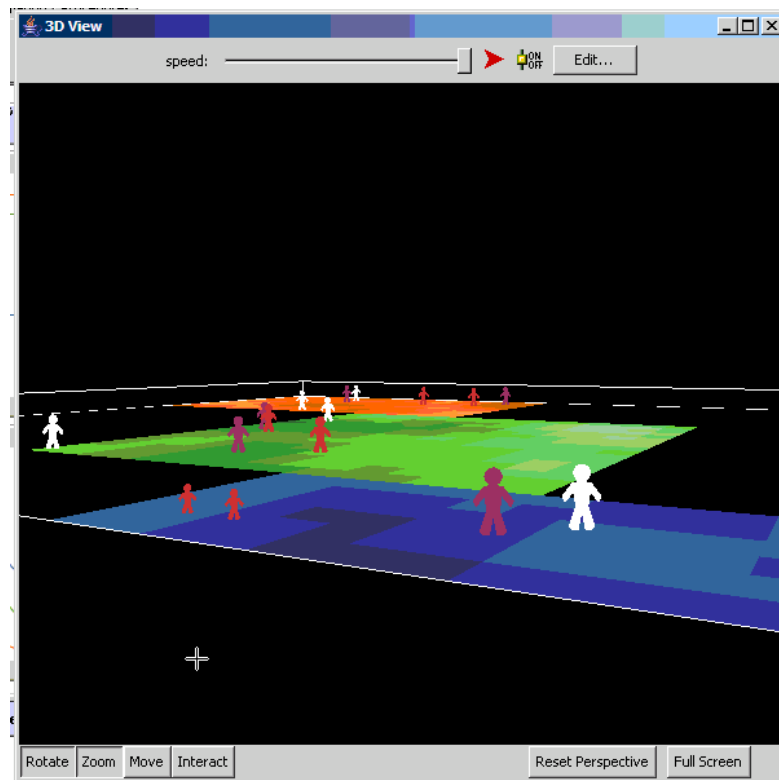 3D View
speed:
ON
OFF
Edit...
Rotate
Zoom
Move
Interact
Reset Perspective
Full Screen